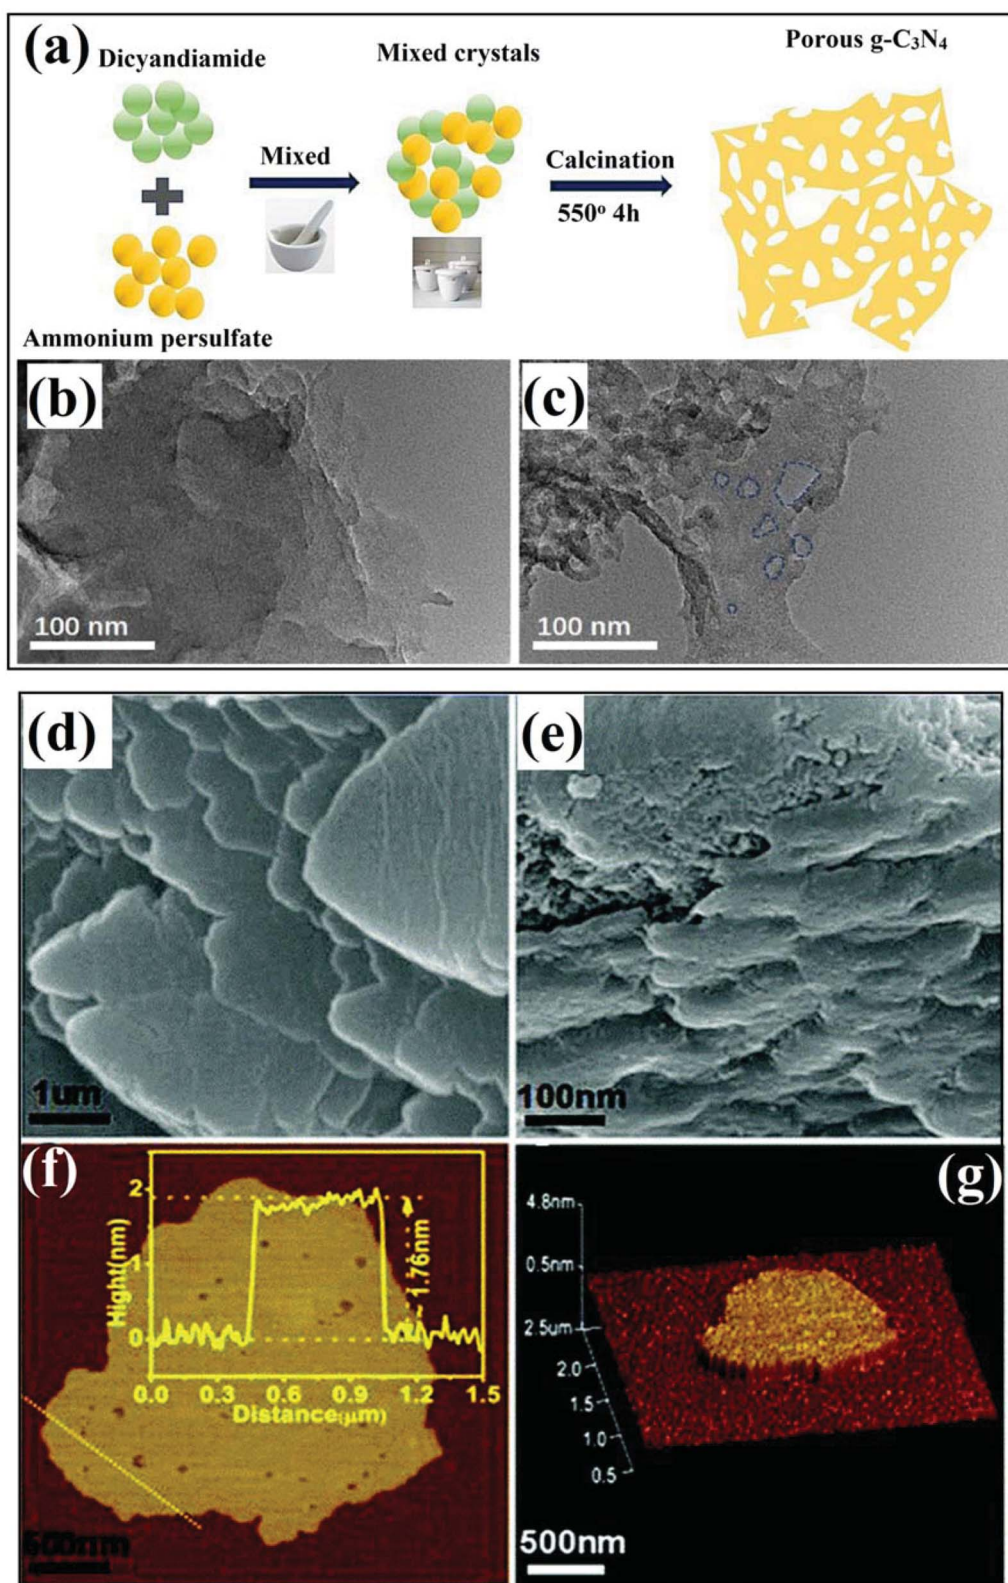 (a)
Dicyandiamide
Mixed crystals
Porous g-C₃N₄
Mixed
Calcination
550º 4h
Ammonium persulfate
(b)
100 nm
(c)
100 nm
(d)
1um
(e)
100nm
(f)
Hight(nm)
2
1
0
~ 1.76nm
0.0 0.3 0.6 0.9 1.2 1.5
Distance(μm)
500nm
(g)
4.8nm
0.5nm
2.5um
2.0
1.5
1.0
0.5
500nm